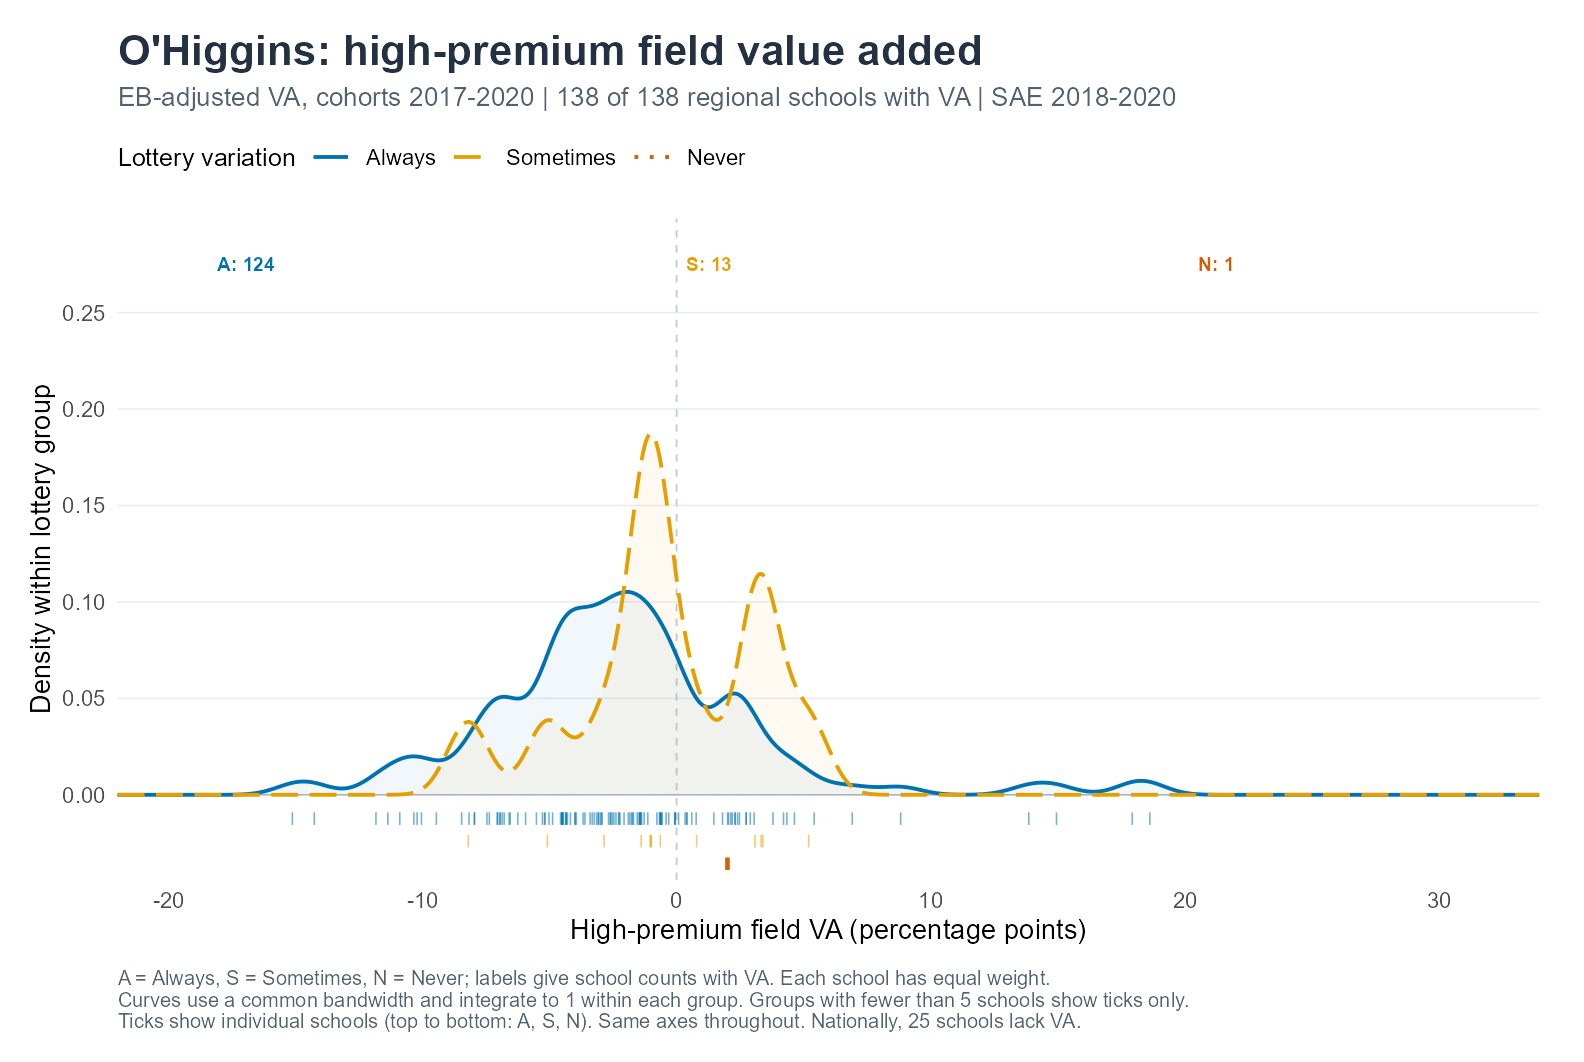 O'Higgins: high-premium field value added
EB-adjusted VA, cohorts 2017-2020 | 138 of 138 regional schools with VA | SAE 2018-2020
Lottery variation Always Sometimes Never
A: 124 S: 13 N: 1
Density within lottery group
0.25
0.20
0.15
0.10
0.05
0.00
-20 -10 0 10 20 30
High-premium field VA (percentage points)
A = Always, S = Sometimes, N = Never; labels give school counts with VA. Each school has equal weight.
Curves use a common bandwidth and integrate to 1 within each group. Groups with fewer than 5 schools show ticks only.
Ticks show individual schools (top to bottom: A, S, N). Same axes throughout. Nationally, 25 schools lack VA.